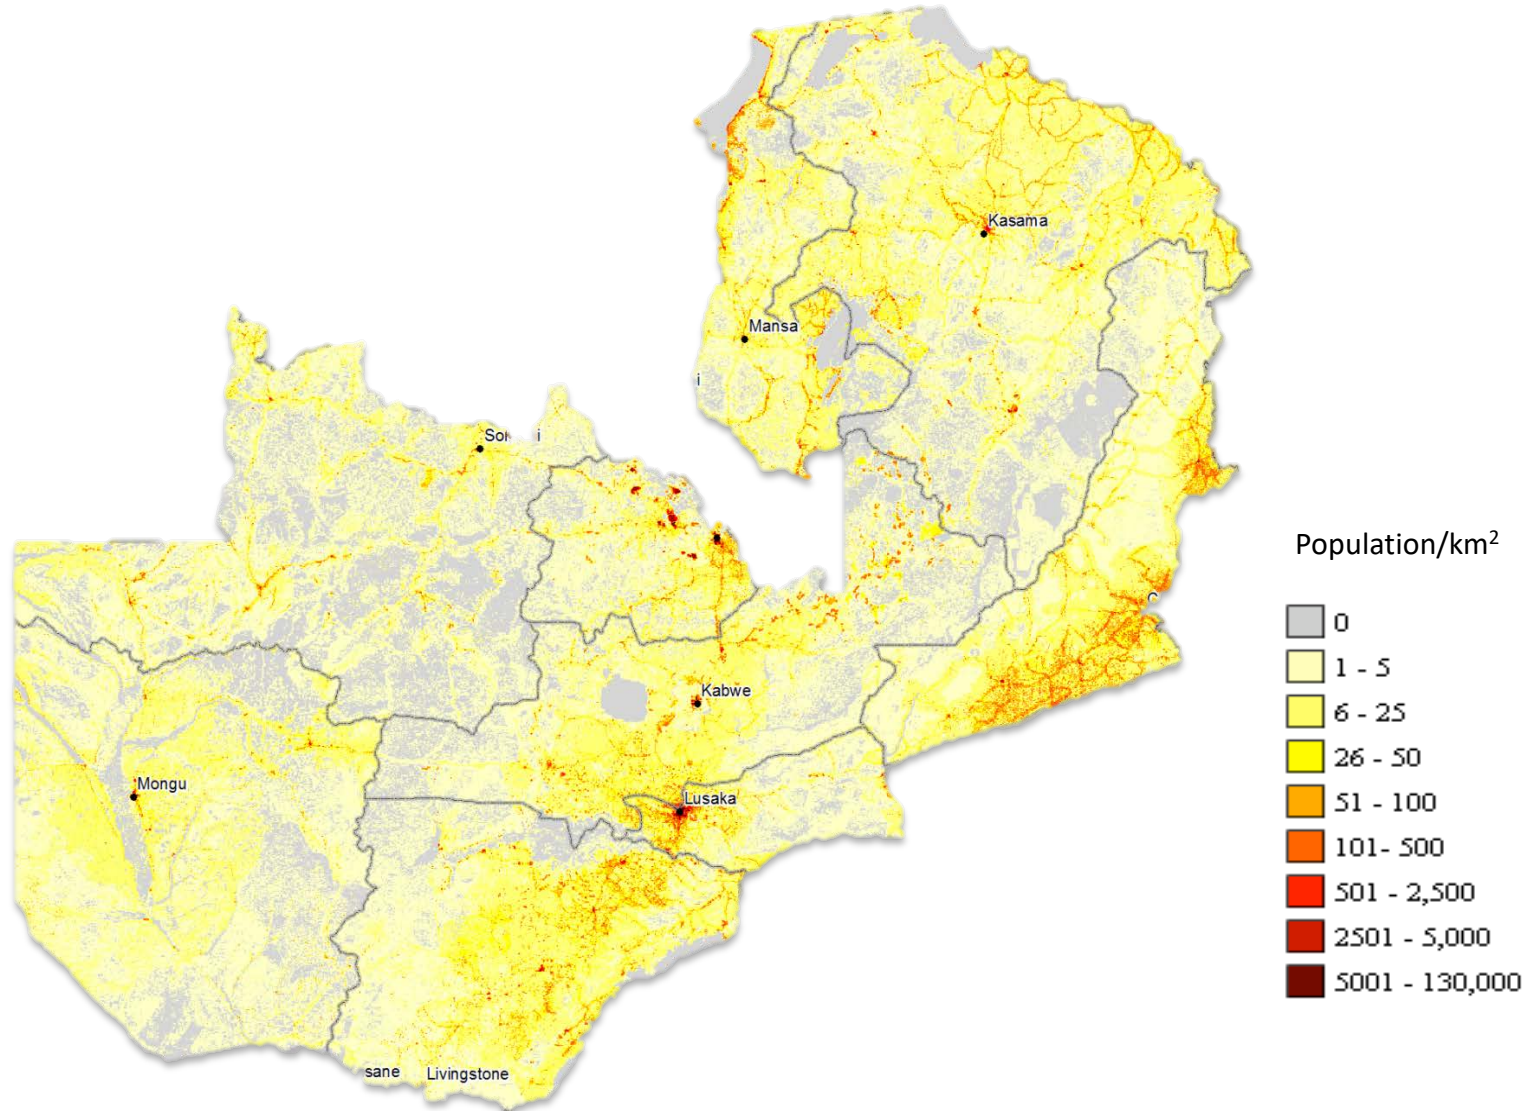 Kasama
Mansa
i
Sol i
Kabwe
Mongu
Lusaka
sane Livingstone
Population/km²
0
1 - 5
6 - 25
26 - 50
51 - 100
101- 500
501 - 2,500
2501 - 5,000
5001 - 130,000